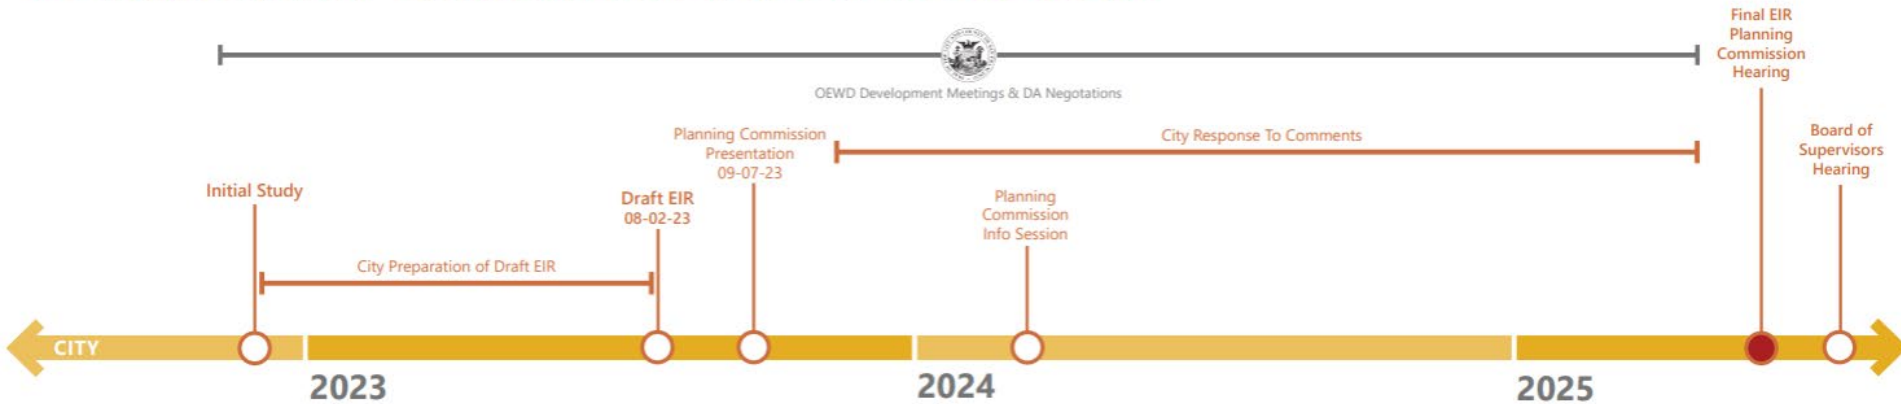 OEWD Development Meetings & DA Negotations
Final EIR
Planning
Commission
Hearing
Planning Commission
Presentation
09-07-23
City Response To Comments
Board of
Supervisors
Hearing
Initial Study
Draft EIR
08-02-23
Planning
Commission
Info Session
City Preparation of Draft EIR
CITY
2023
2024
2025